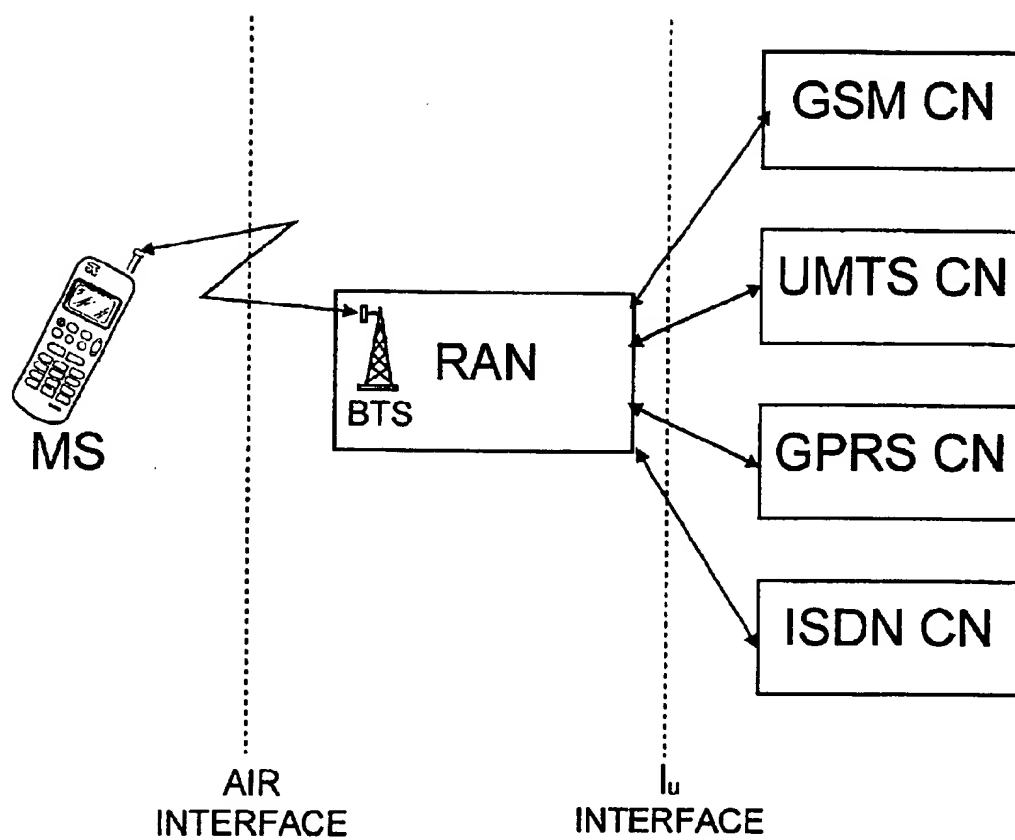 GSM CN
UMTS CN
RAN
BTS
MS
GPRS CN
ISDN CN
AIR
INTERFACE
Iu
INTERFACE